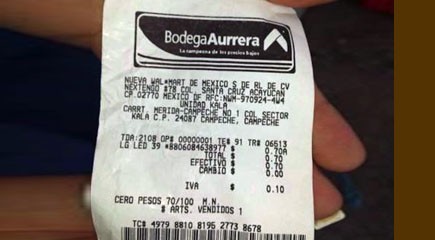 BodegaAurrera
La campeona de los precios bajos
NUEVA WAL*MART DE MEXICO S DE RL DE CV
NEXTENGO #78 COL. SANTA CRUZ ACAYUCAN
CP.02770 MEXICO DF RFC:NWM-970924-4W4
UNIDAD KALA
CARRT. MERIDA-CAMPECHE NO 1 COL SECTOR
KALA C.P. 24087 CAMPECHE, CAMPECHE
TDA:2108 OP# 00000001 TE# 91 TR# 06513
LG LED 39 *8806084638977 $ 0.70A
TOTAL $ 0.70
EFECTIVO $ 0.70
CAMBIO $ 0.00
IVA $ 0.10
CERO PESOS 70/100 M.N.
# ARTS. VENDIDOS 1
TC# 4979 8810 8195 2773 8678